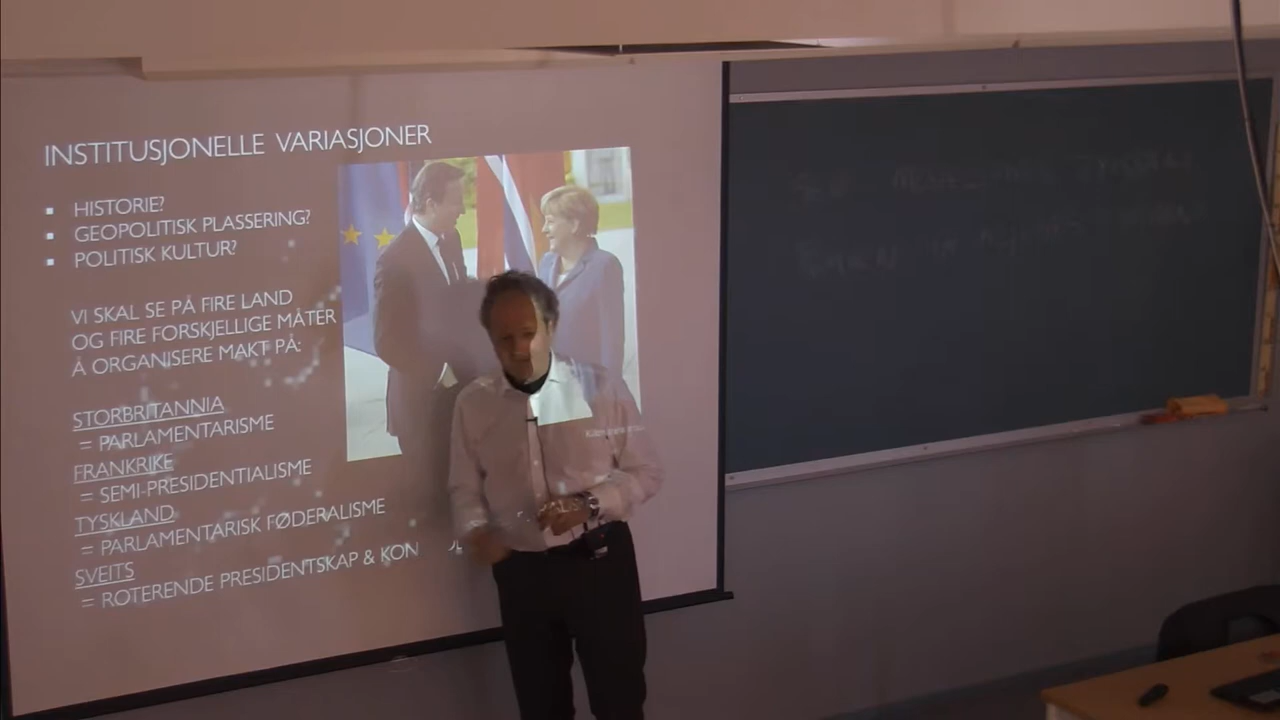 INSTITUSJONELLE VARIASJONER
▪ HISTORIE?
▪ GEOPOLITISK PLASSERING?
▪ POLITISK KULTUR?
VI SKAL SE PÅ FIRE LAND
OG FIRE FORSKJELLIGE MÅTER
Å ORGANISERE MAKT PÅ:
STORBRITANNIA
= PARLAMENTARISME
FRANKRIKE
= SEMI-PRESIDENTIALISME
TYSKLAND
= PARLAMENTARISK FØDERALISME
SVEITS
= ROTERENDE PRESIDENTSKAP & KON